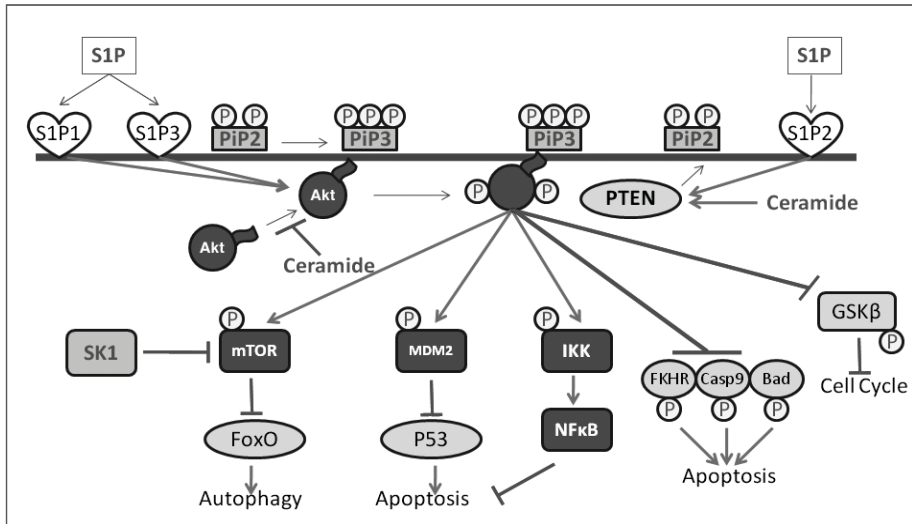 S1P
S1P
P P
P P P
P P P
P P
S1P1
S1P3
PiP2
PiP3
PiP3
PiP2
S1P2
Akt
P
P
PTEN
Ceramide
Akt
Ceramide
GSKβ
P
P
P
P
SK1
mTOR
MDM2
IKK
FKHR
Casp9
Bad
Cell Cycle
P
P
P
FoxO
P53
NFκB
Apoptosis
Autophagy
Apoptosis